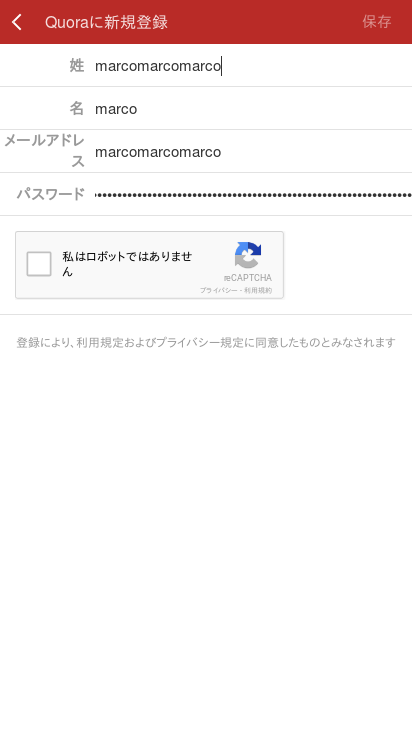 Quoraに新規登録 保存
姓 marcomarcomarco
名 marco
メールアドレ
ス marcomarcomarco
パスワード ••••••••••••••••••••••••••••••••••••••••••••••••••••••••••••••
私はロボットではありませ
ん
reCAPTCHA
プライバシー - 利用規約
登録により、利用規定およびプライバシー規定に同意したものとみなされます